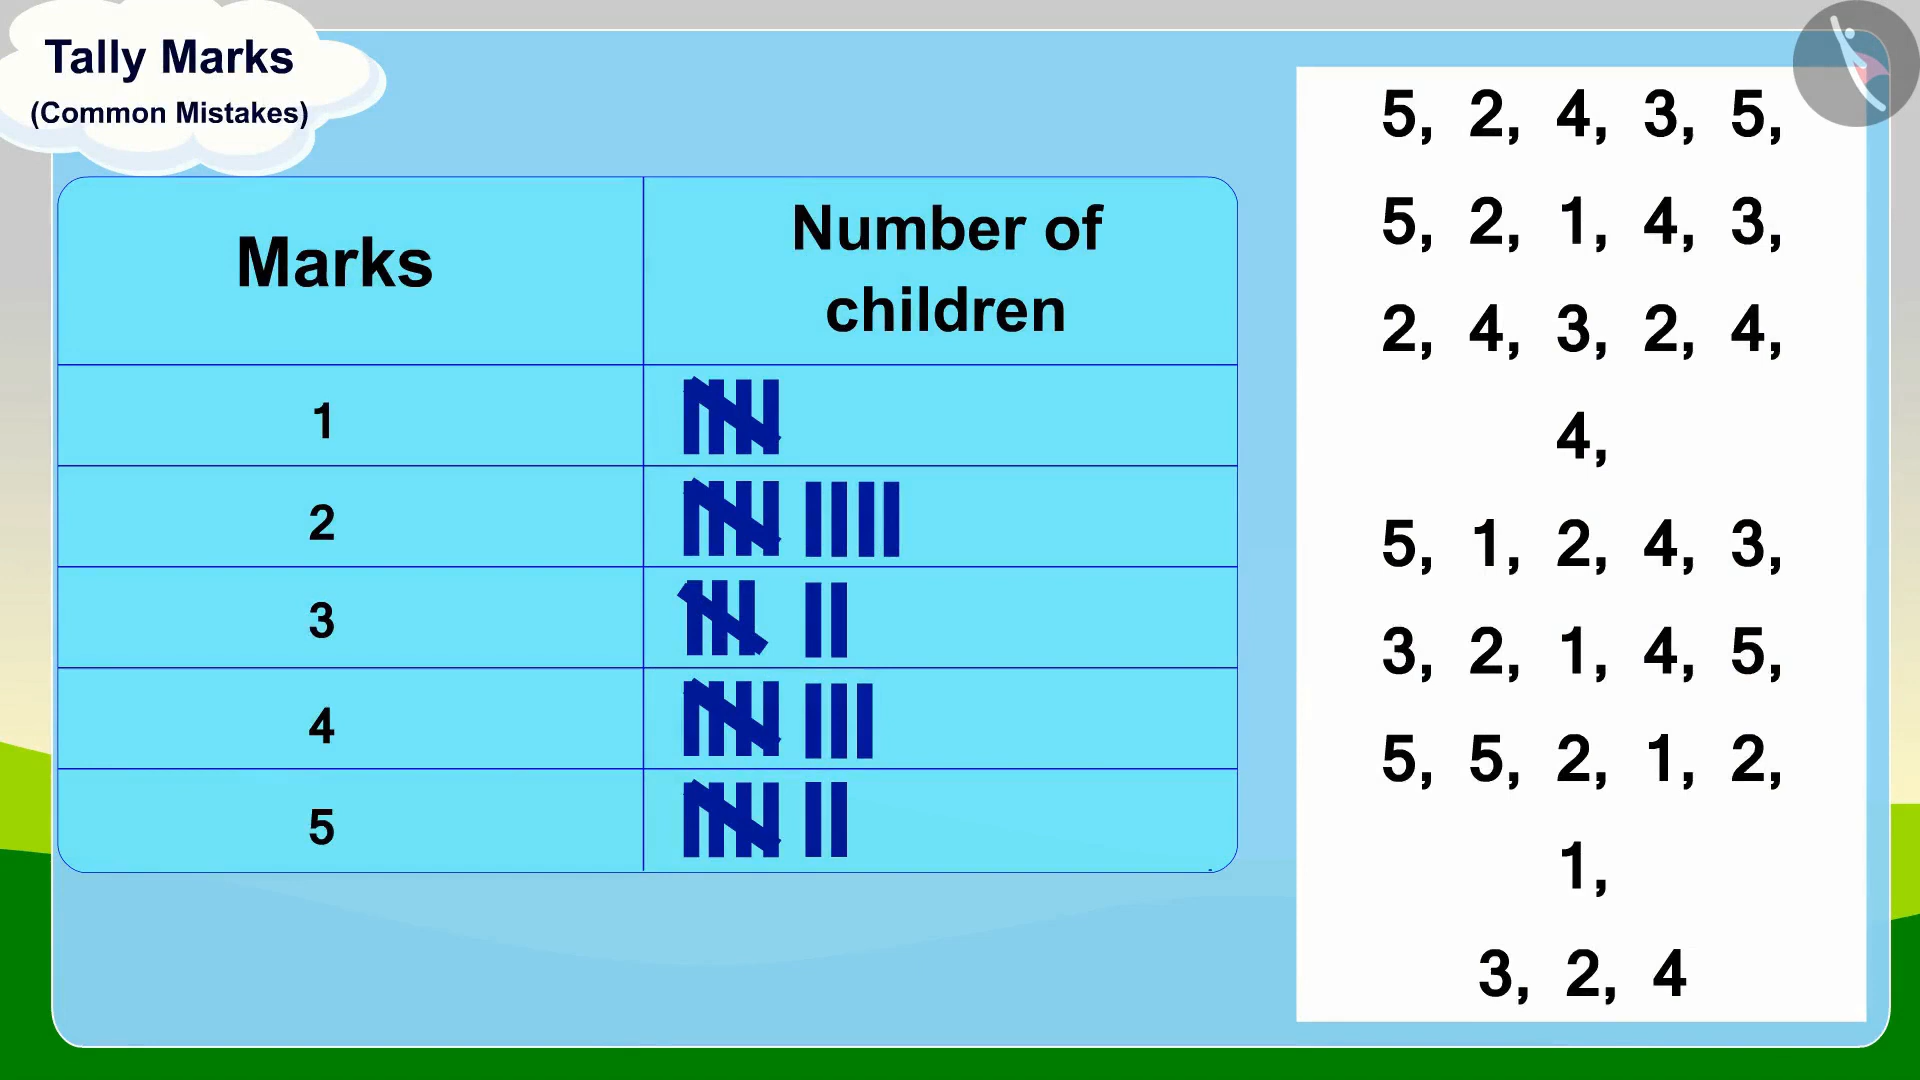 Tally Marks
(Common Mistakes)
Marks
Number of
children
1
2
3
4
5
5, 2, 4, 3, 5,
5, 2, 1, 4, 3,
2, 4, 3, 2, 4,
4,
5, 1, 2, 4, 3,
3, 2, 1, 4, 5,
5, 5, 2, 1, 2,
1,
3, 2, 4